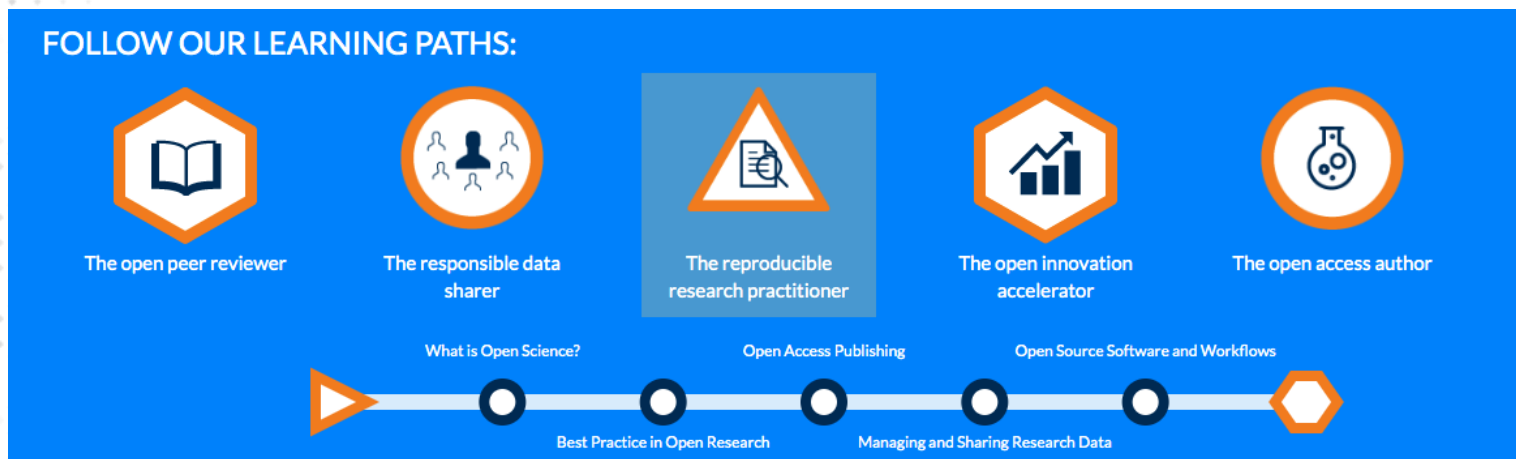 FOLLOW OUR LEARNING PATHS:
The open peer reviewer
The responsible data
sharer
The reproducible
research practitioner
The open innovation
accelerator
The open access author
What is Open Science?
Open Access Publishing
Open Source Software and Workflows
Best Practice in Open Research
Managing and Sharing Research Data